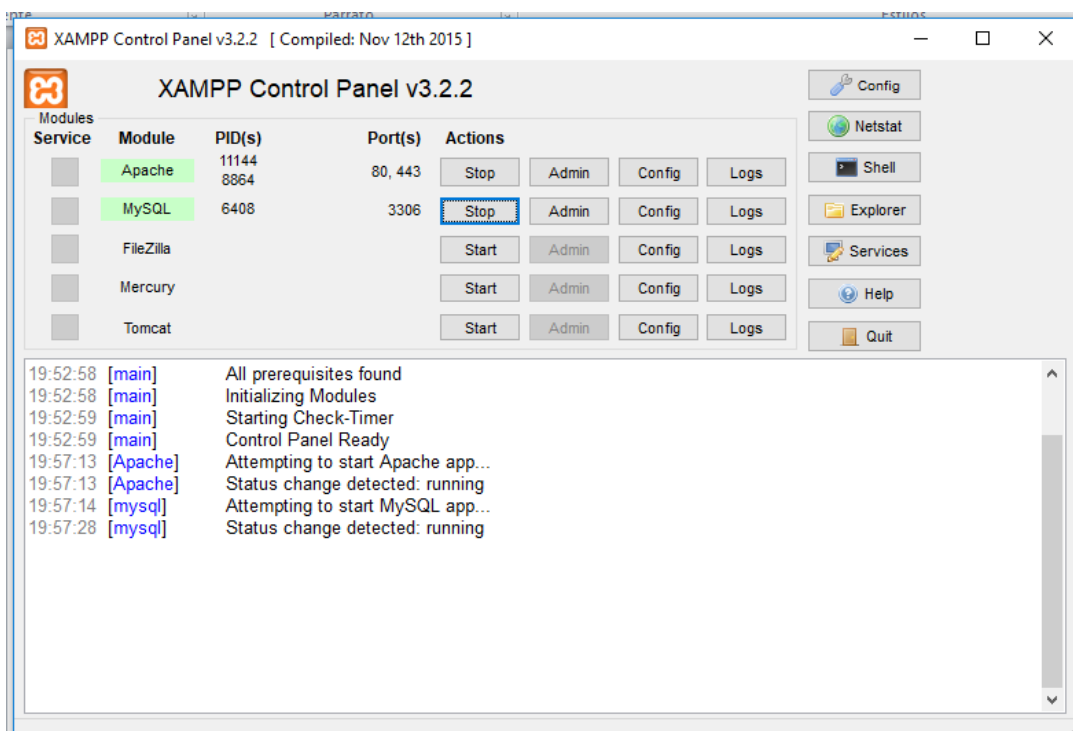 Párrafo
Estilos
XAMPP Control Panel v3.2.2 [ Compiled: Nov 12th 2015 ]
XAMPP Control Panel v3.2.2
Config
Modules
Netstat
Service Module PID(s) Port(s) Actions
Apache 11144 8864 80, 443 Stop Admin Config Logs
Shell
MySQL 6408 3306 Stop Admin Config Logs
Explorer
FileZilla Start Admin Config Logs
Services
Mercury Start Admin Config Logs
Help
Tomcat Start Admin Config Logs
Quit
19:52:58 [main] All prerequisites found
19:52:58 [main] Initializing Modules
19:52:59 [main] Starting Check-Timer
19:52:59 [main] Control Panel Ready
19:57:13 [Apache] Attempting to start Apache app...
19:57:13 [Apache] Status change detected: running
19:57:14 [mysql] Attempting to start MySQL app...
19:57:28 [mysql] Status change detected: running